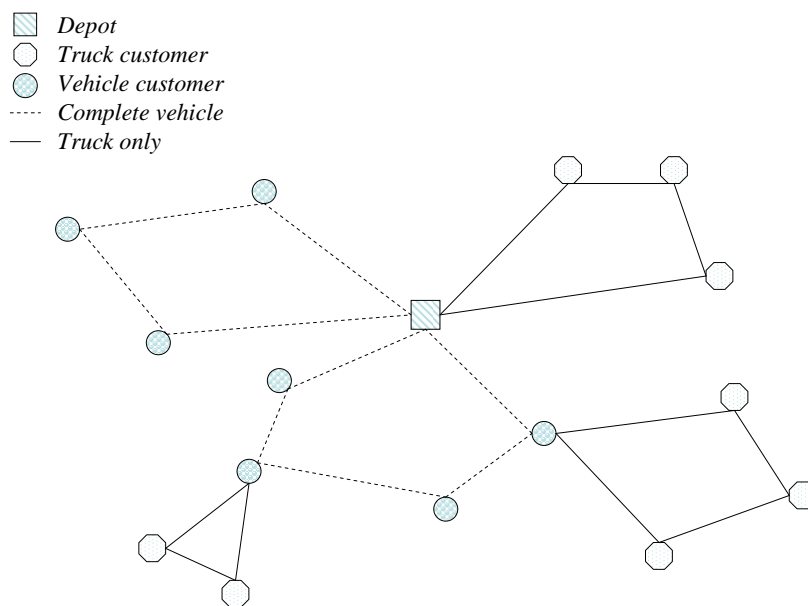 Depot
Truck customer
Vehicle customer
Complete vehicle
Truck only